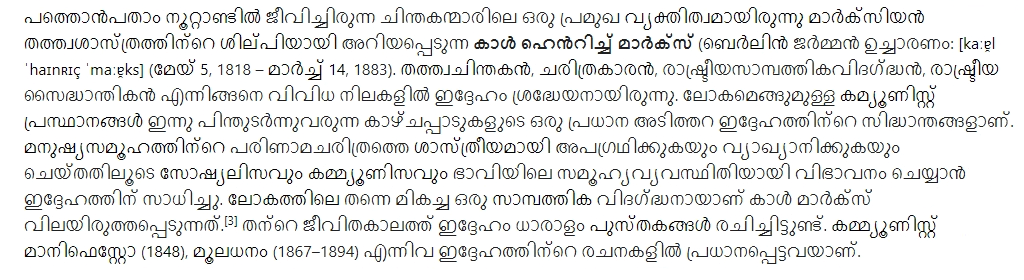 പത്തൊൻപതാം നൂറ്റാണ്ടിൽ ജീവിച്ചിരുന്ന ചിന്തകന്മാരിലെ ഒരു പ്രമുഖ വ്യക്തിത്വമായിരുന്നു മാർക്സിയൻ
തത്ത്വശാസ്ത്രത്തിന്റെ ശില്പിയായി അറിയപ്പെടുന്ന കാൾ ഹെൻറിച്ച് മാർക്സ് (ബെർലിൻ ജർമ്മൻ ഉച്ചാരണം: [kaːɐ̯l
ˈhaɪnʀɪç ˈmaːɐ̯ks] (മേയ് 5, 1818 – മാർച്ച് 14, 1883). തത്ത്വചിന്തകൻ, ചരിത്രകാരൻ, രാഷ്ട്രീയസാമ്പത്തികവിദഗ്ദ്ധൻ, രാഷ്ട്രീയ
സൈദ്ധാന്തികൻ എന്നിങ്ങനെ വിവിധ നിലകളിൽ ഇദ്ദേഹം ശ്രദ്ധേയനായിരുന്നു. ലോകമെങ്ങുമുള്ള കമ്യൂണിസ്റ്റ്
പ്രസ്ഥാനങ്ങൾ ഇന്നു പിന്തുടർന്നുവരുന്ന കാഴ്ചപ്പാടുകളുടെ ഒരു പ്രധാന അടിത്തറ ഇദ്ദേഹത്തിന്റെ സിദ്ധാന്തങ്ങളാണ്.
മനുഷ്യസമൂഹത്തിന്റെ പരിണാമചരിത്രത്തെ ശാസ്ത്രീയമായി അപഗ്രഥിക്കുകയും വ്യാഖ്യാനിക്കുകയും
ചെയ്തതിലൂടെ സോഷ്യലിസവും കമ്മ്യൂണിസവും ഭാവിയിലെ സമൂഹ്യവ്യവസ്ഥിതിയായി വിഭാവനം ചെയ്യാൻ
ഇദ്ദേഹത്തിന് സാധിച്ചു. ലോകത്തിലെ തന്നെ മികച്ച ഒരു സാമ്പത്തിക വിദഗ്ദ്ധനായാണ് കാൾ മാർക്സ്
വിലയിരുത്തപ്പെടുന്നത്.[3] തന്റെ ജീവിതകാലത്ത് ഇദ്ദേഹം ധാരാളം പുസ്തകങ്ങൾ രചിച്ചിട്ടുണ്ട്. കമ്മ്യൂണിസ്റ്റ്
മാനിഫെസ്റ്റോ (1848), മൂലധനം (1867–1894) എന്നിവ ഇദ്ദേഹത്തിന്റെ രചനകളിൽ പ്രധാനപ്പെട്ടവയാണ്.